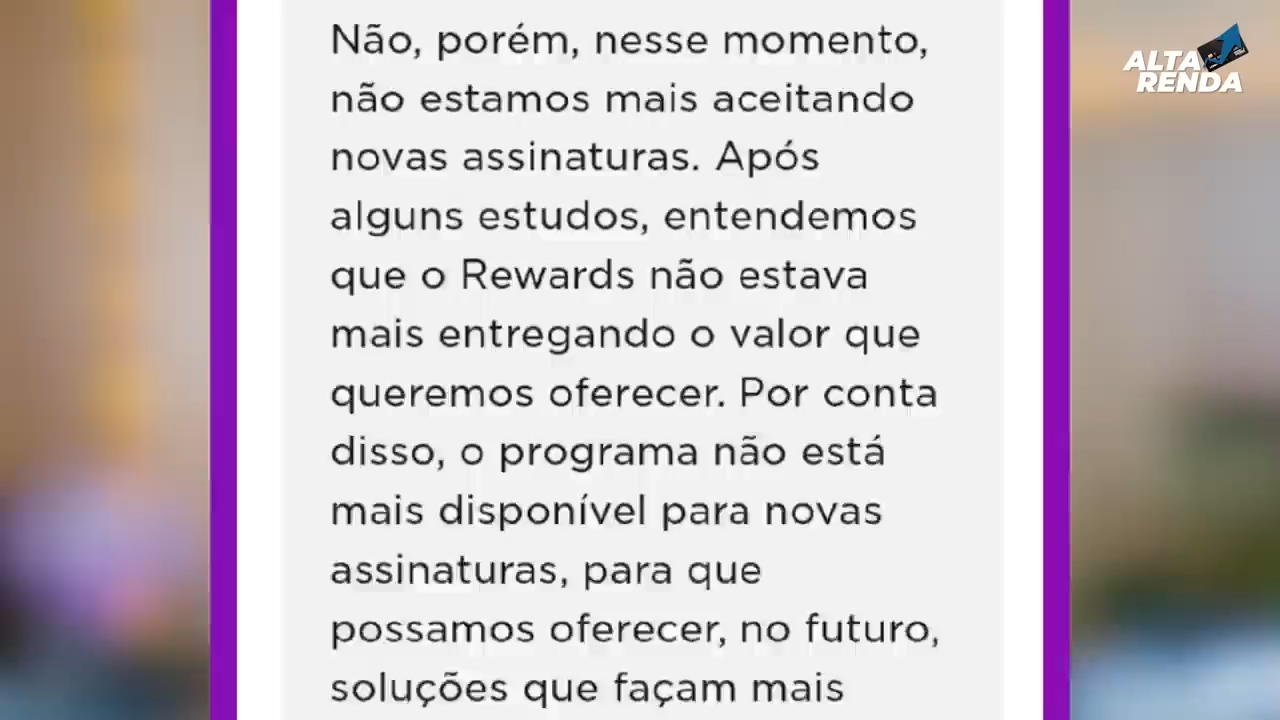 Não, porém, nesse momento,
não estamos mais aceitando
novas assinaturas. Após
alguns estudos, entendemos
que o Rewards não estava
mais entregando o valor que
queremos oferecer. Por conta
disso, o programa não está
mais disponível para novas
assinaturas, para que
possamos oferecer, no futuro,
soluções que façam mais
ALTA
RENDA